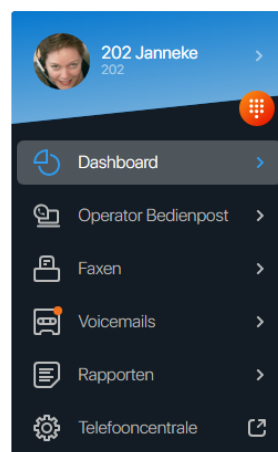 202 Janneke
202
Dashboard
Operator Bedienpost
Faxen
Voicemails
Rapporten
Telefooncentrale